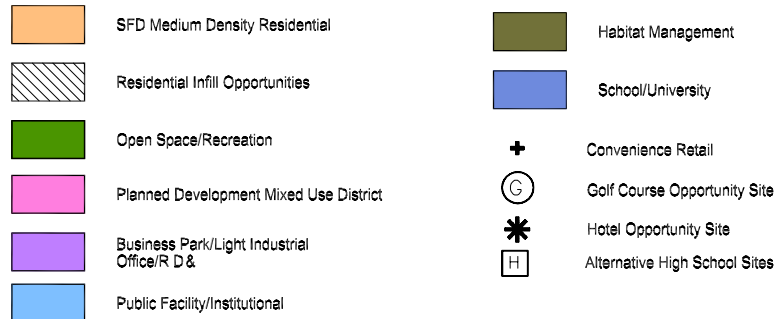 SFD Medium Density Residential
Residential Infill Opportunities
Open Space/Recreation
Planned Development Mixed Use District
Business Park/Light Industrial
Office/R D&
Public Facility/Institutional
Habitat Management
School/University
Convenience Retail
G
Golf Course Opportunity Site
Hotel Opportunity Site
H
Alternative High School Sites